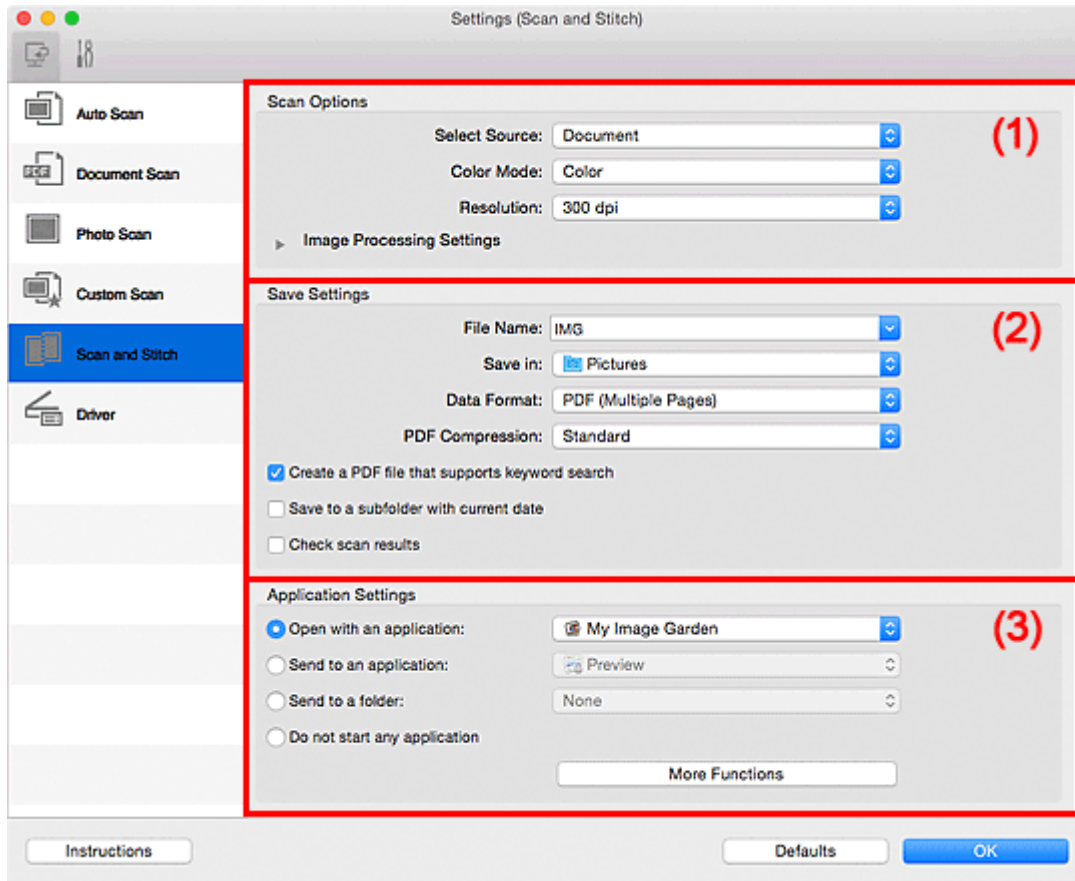 Settings (Scan and Stitch)
Auto Scan
Document Scan
Photo Scan
Custom Scan
Scan and Stitch
Driver
Scan Options
(1)
Select Source: Document
Color Mode: Color
Resolution: 300 dpi
Image Processing Settings
Save Settings
(2)
File Name: IMG
Save in: Pictures
Data Format: PDF (Multiple Pages)
PDF Compression: Standard
Create a PDF file that supports keyword search
Save to a subfolder with current date
Check scan results
Application Settings
(3)
Open with an application: My Image Garden
Send to an application: Preview
Send to a folder: None
Do not start any application
More Functions
Instructions
Defaults
OK